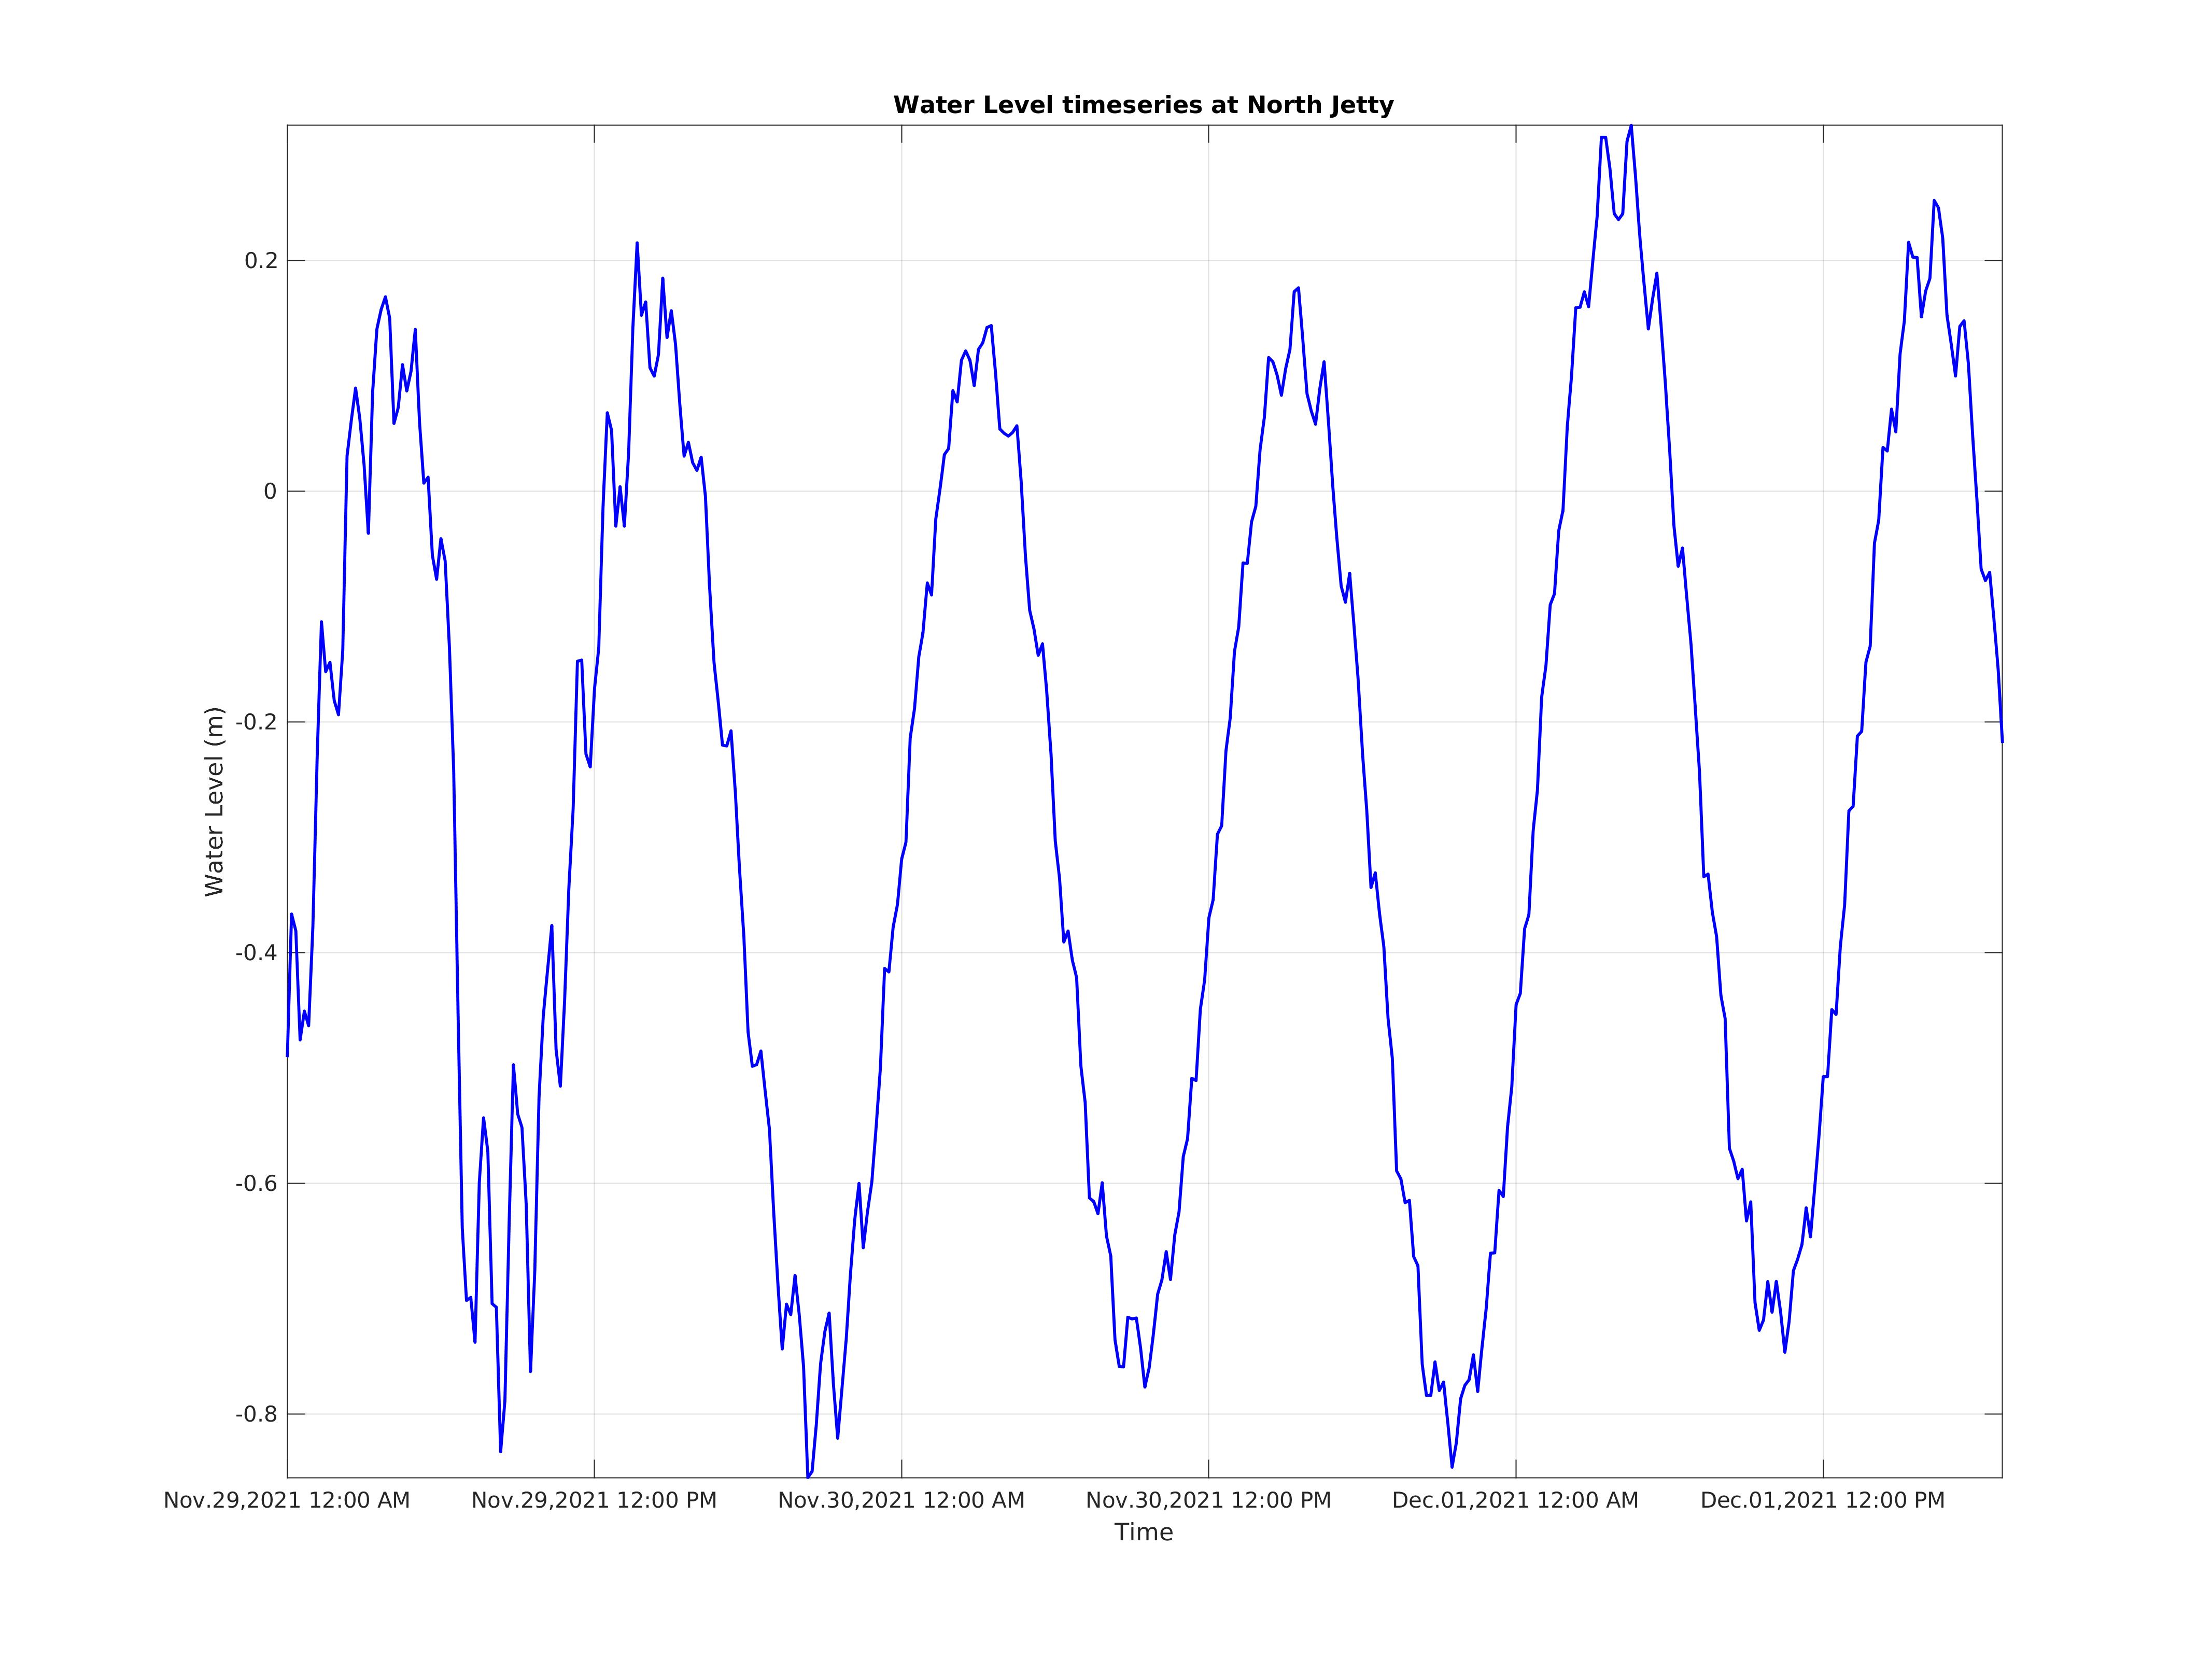 Water Level timeseries at North Jetty
0.2
0
-0.2
-0.4
-0.6
-0.8
Water Level (m)
Nov.29,2021 12:00 AM
Nov.29,2021 12:00 PM
Nov.30,2021 12:00 AM
Nov.30,2021 12:00 PM
Dec.01,2021 12:00 AM
Dec.01,2021 12:00 PM
Time